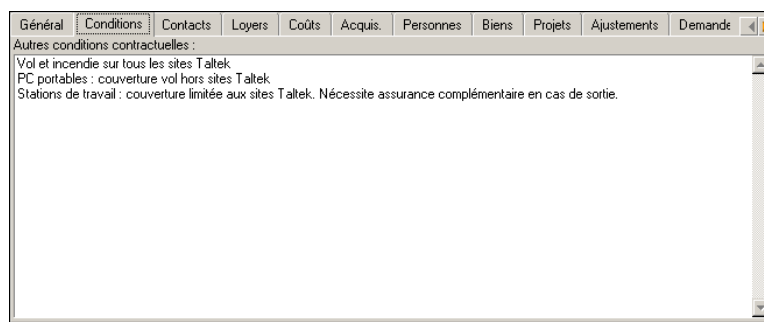 Général Conditions Contacts Loyers Coûts Acquis. Personnes Biens Projets Ajustements Demande
Autres conditions contractuelles :
Vol et incendie sur tous les sites Taltek
PC portables : couverture vol hors sites Taltek
Stations de travail : couverture limitée aux sites Taltek. Nécessite assurance complémentaire en cas de sortie.